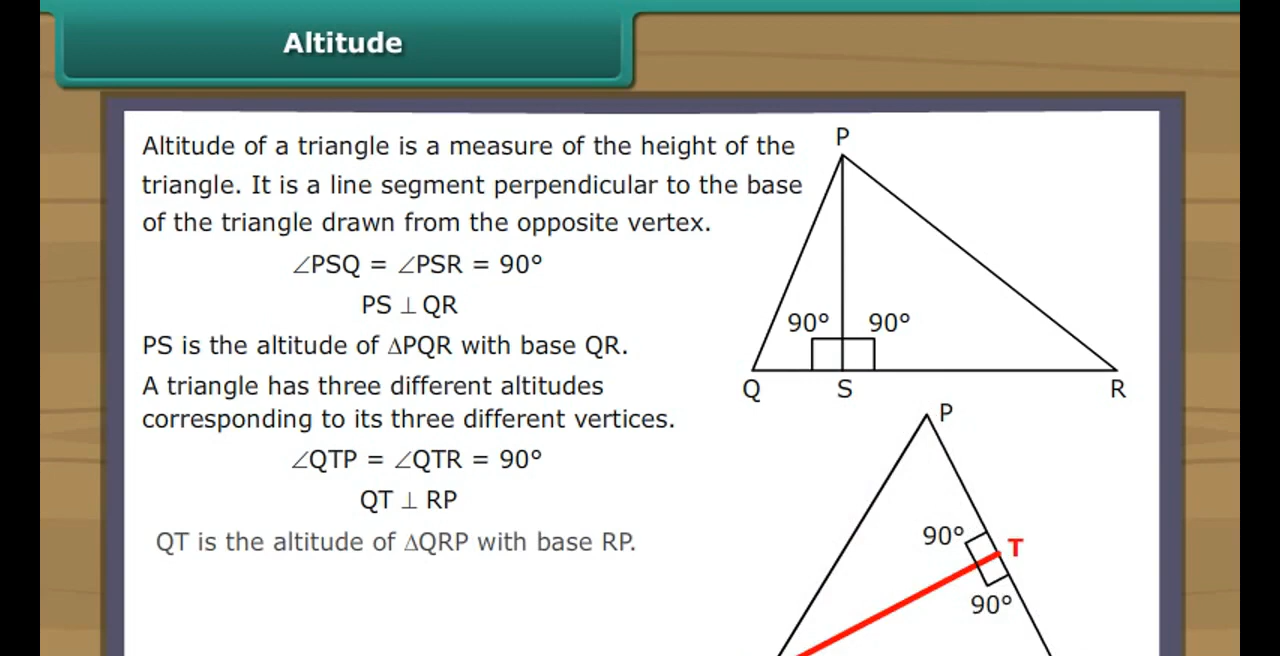 Altitude
Altitude of a triangle is a measure of the height of the
triangle. It is a line segment perpendicular to the base
of the triangle drawn from the opposite vertex.
∠PSQ = ∠PSR = 90°
PS ⊥ QR
PS is the altitude of ∆PQR with base QR.
A triangle has three different altitudes
corresponding to its three different vertices.
∠QTP = ∠QTR = 90°
QT ⊥ RP
QT is the altitude of ∆QRP with base RP.
P
90° 90°
Q S R
P
90° T
90°